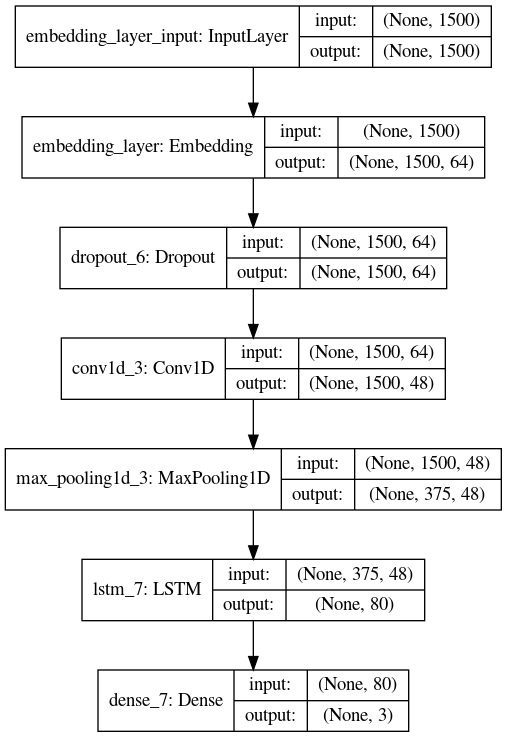 embedding_layer_input: InputLayer
input: (None, 1500)
output: (None, 1500)
embedding_layer: Embedding
input: (None, 1500)
output: (None, 1500, 64)
dropout_6: Dropout
input: (None, 1500, 64)
output: (None, 1500, 64)
conv1d_3: Conv1D
input: (None, 1500, 64)
output: (None, 1500, 48)
max_pooling1d_3: MaxPooling1D
input: (None, 1500, 48)
output: (None, 375, 48)
lstm_7: LSTM
input: (None, 375, 48)
output: (None, 80)
dense_7: Dense
input: (None, 80)
output: (None, 3)